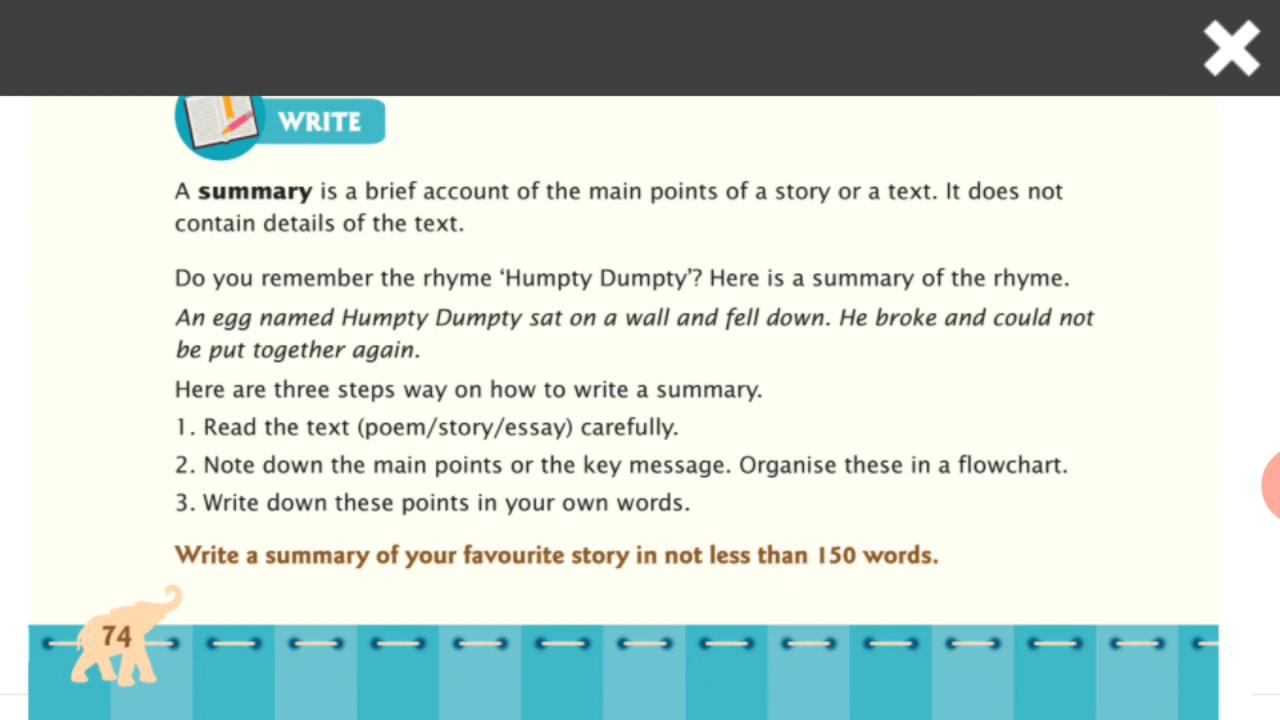 WRITE
A summary is a brief account of the main points of a story or a text. It does not
contain details of the text.
Do you remember the rhyme ‘Humpty Dumpty’? Here is a summary of the rhyme.
An egg named Humpty Dumpty sat on a wall and fell down. He broke and could not
be put together again.
Here are three steps way on how to write a summary.
1. Read the text (poem/story/essay) carefully.
2. Note down the main points or the key message. Organise these in a flowchart.
3. Write down these points in your own words.
Write a summary of your favourite story in not less than 150 words.
74